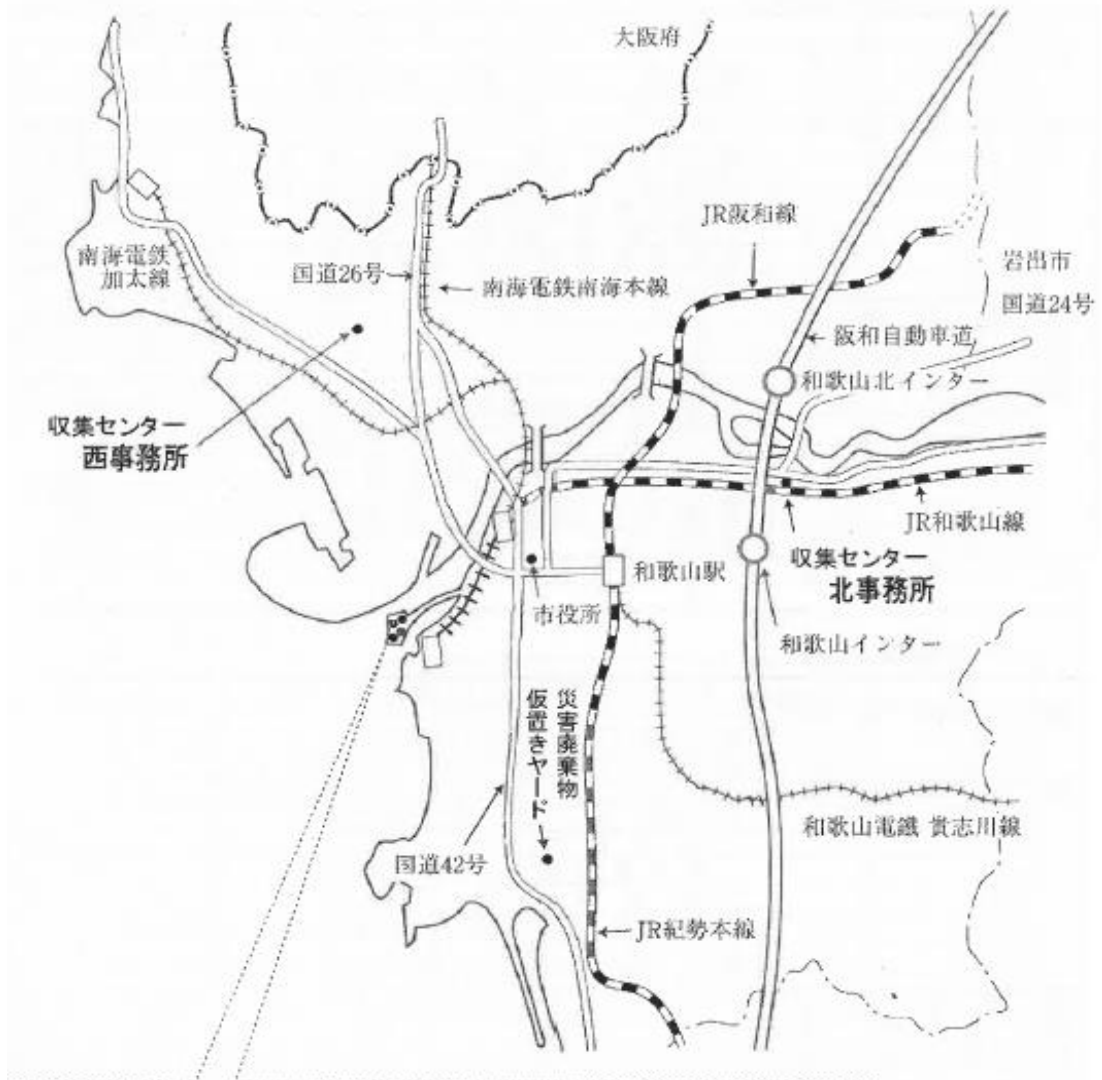 大阪府
JR阪和線
南海電鉄
加太線
国道26号
南海電鉄南海本線
岩出市
国道24号
阪和自動車道
和歌山北インター
収集センター
西事務所
JR和歌山線
収集センター
北事務所
和歌山駅
市役所
和歌山インター
災害廃棄物
仮置きヤード
国道42号
和歌山電鐵 貴志川線
JR紀勢本線